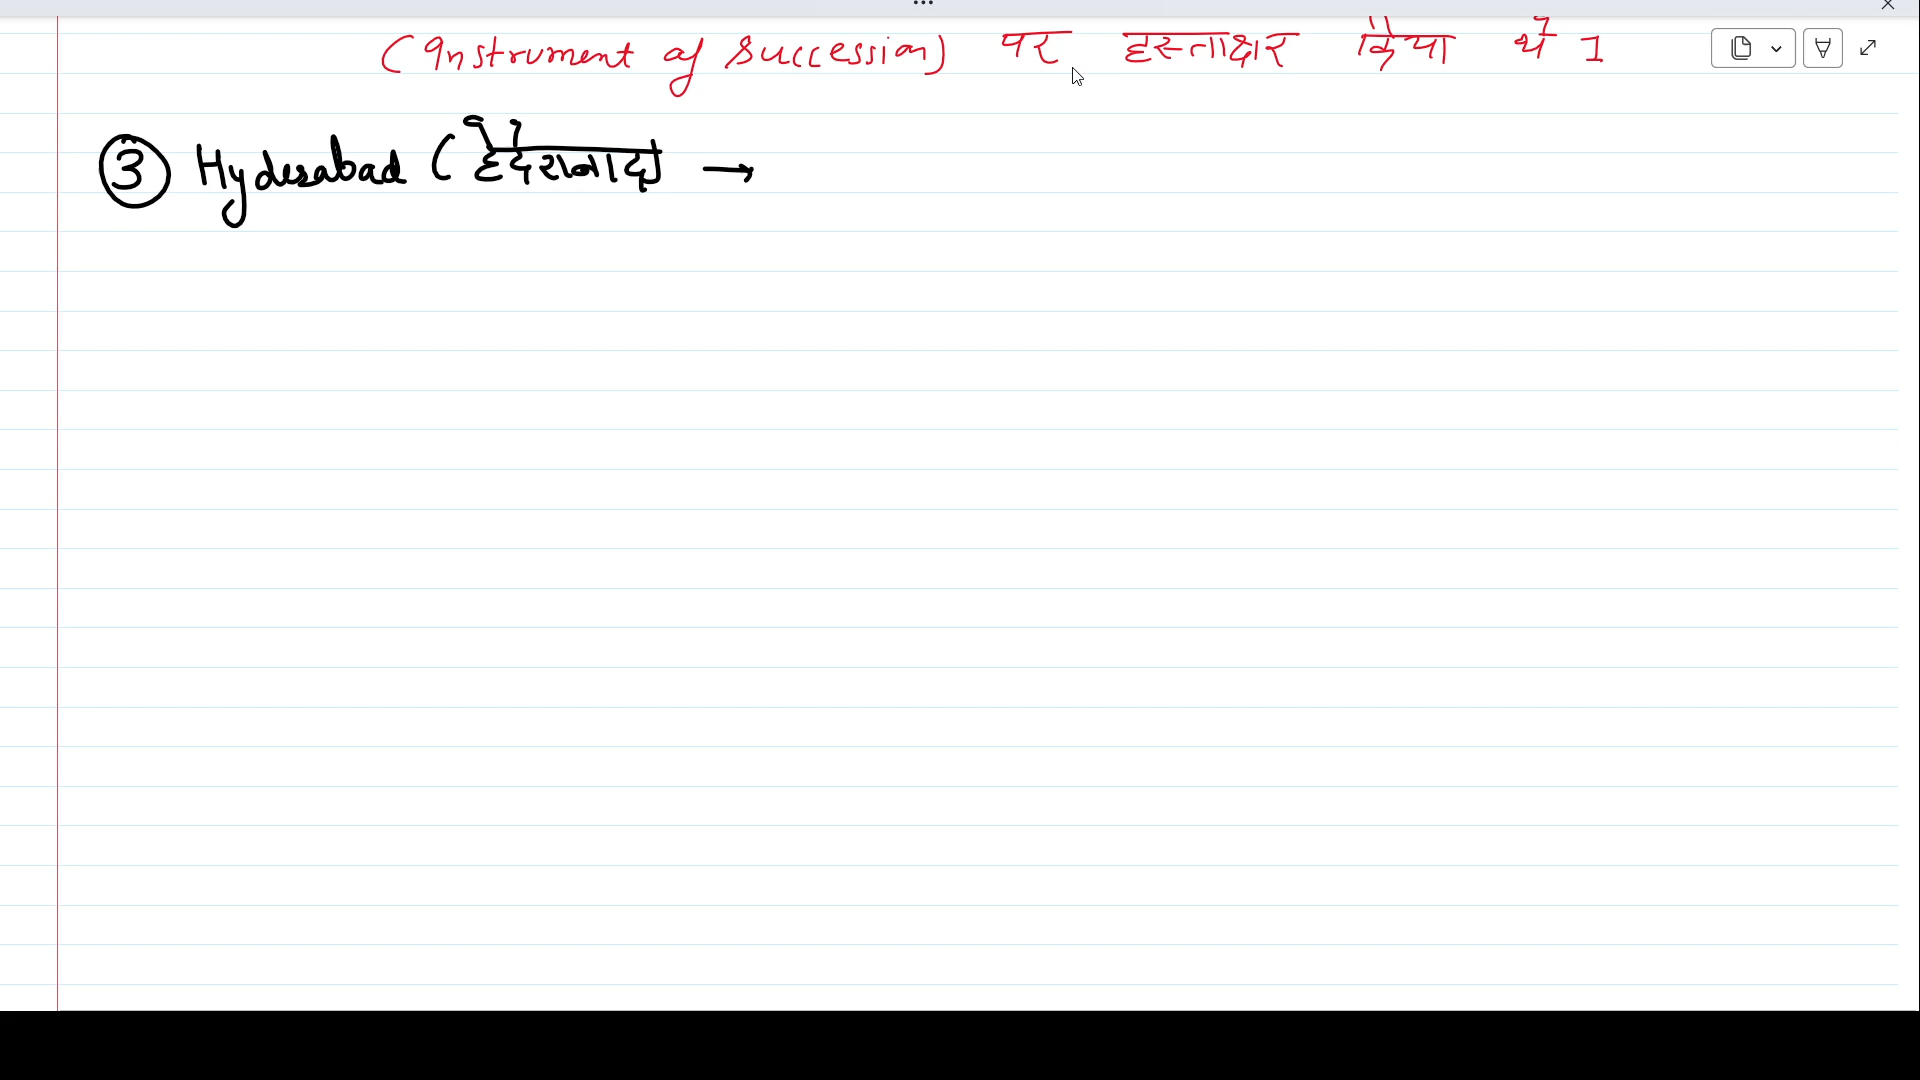 (Instrument of Succession) पर हस्ताक्षर किया थे ।
③ Hyderabad (हैदराबाद) →